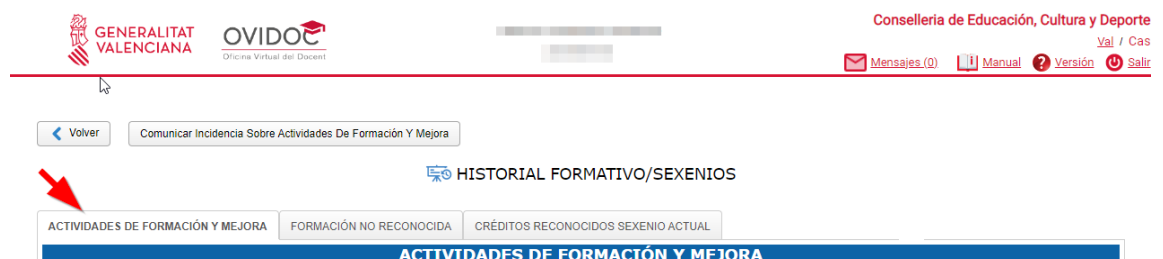 GENERALITAT
VALENCIANA
OVIDOC
Oficina Virtual del Docent
Conselleria de Educación, Cultura y Deporte
Val / Cas
Mensajes (0) Manual Versión Salir
Volver Comunicar Incidencia Sobre Actividades De Formación Y Mejora
HISTORIAL FORMATIVO/SEXENIOS
ACTIVIDADES DE FORMACIÓN Y MEJORA FORMACIÓN NO RECONOCIDA CRÉDITOS RECONOCIDOS SEXENIO ACTUAL
ACTIVIDADES DE FORMACIÓN Y MEJORA